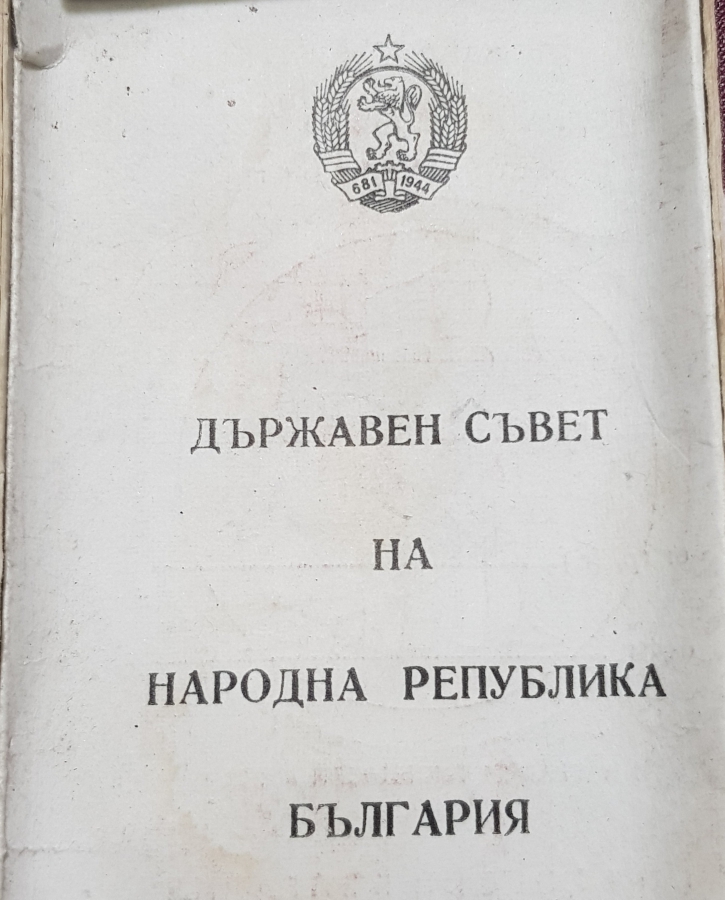 681 1944
ДЪРЖАВЕН СЪВЕТ
НА
НАРОДНА РЕПУБЛИКА
БЪЛГАРИЯ